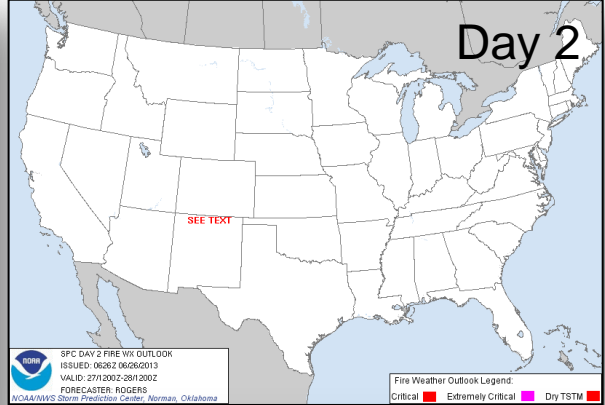 Day 2
SEE TEXT
NOAA
SPC DAY 2 FIRE WX OUTLOOK
ISSUED: 0626Z 06/26/2013
VALID: 27/1200Z-28/1200Z
FORECASTER: ROGERS
NOAA/NWS Storm Prediction Center, Norman, Oklahoma
Fire Weather Outlook Legend:
Critical Extremely Critical Dry TSTM